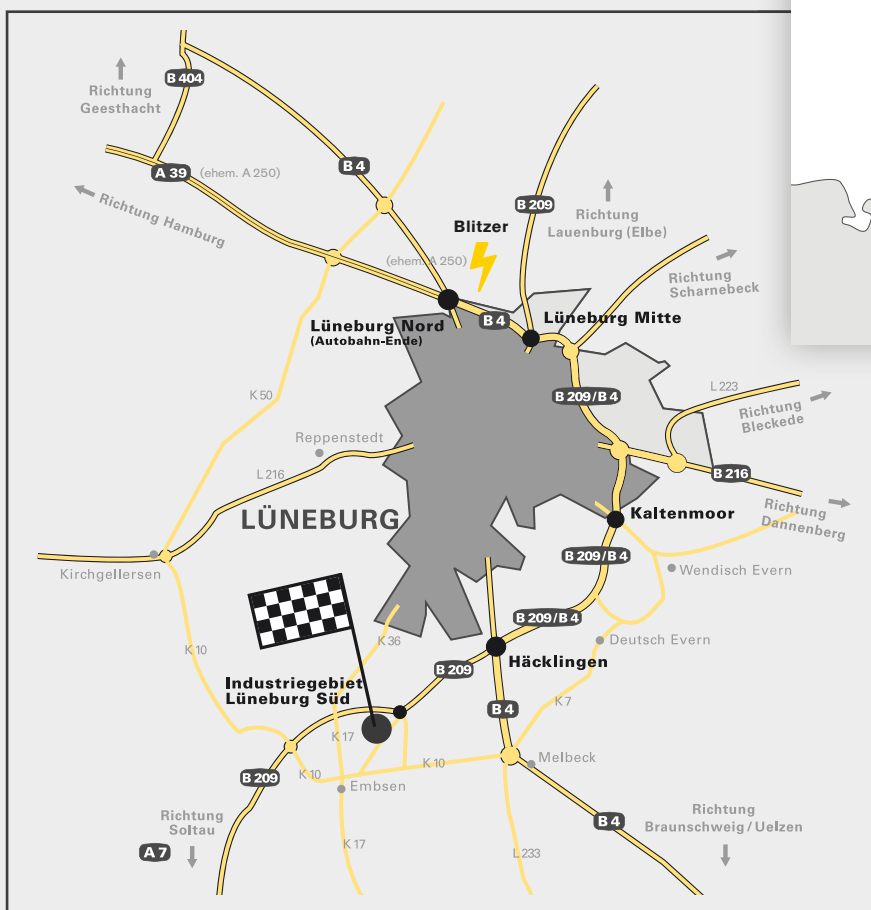 B 404
Richtung
Geesthacht
B 4
A 39
(ehem. A 250)
Richtung Hamburg
B 209
Richtung
Lauenburg (Elbe)
Blitzer
(ehem. A 250)
Richtung
Scharnebeck
Lüneburg Nord
(Autobahn-Ende)
B 4
Lüneburg Mitte
K 50
B 209/B 4
L 223
Richtung
Bleckede
Reppenstedt
L 216
B 216
Richtung
Dannenberg
LÜNEBURG
Kaltenmoor
Kirchgellersen
B 209/B 4
Wendisch Evern
B 209/B 4
Deutsch Evern
K 36
K 10
Häcklingen
B 209
Industriegebiet
Lüneburg Süd
K 7
B 4
K 17
K 10
K 10
Melbeck
B 209
Embsen
Richtung
Soltau
A 7
K 17
L 233
B 4
Richtung
Braunschweig / Uelzen